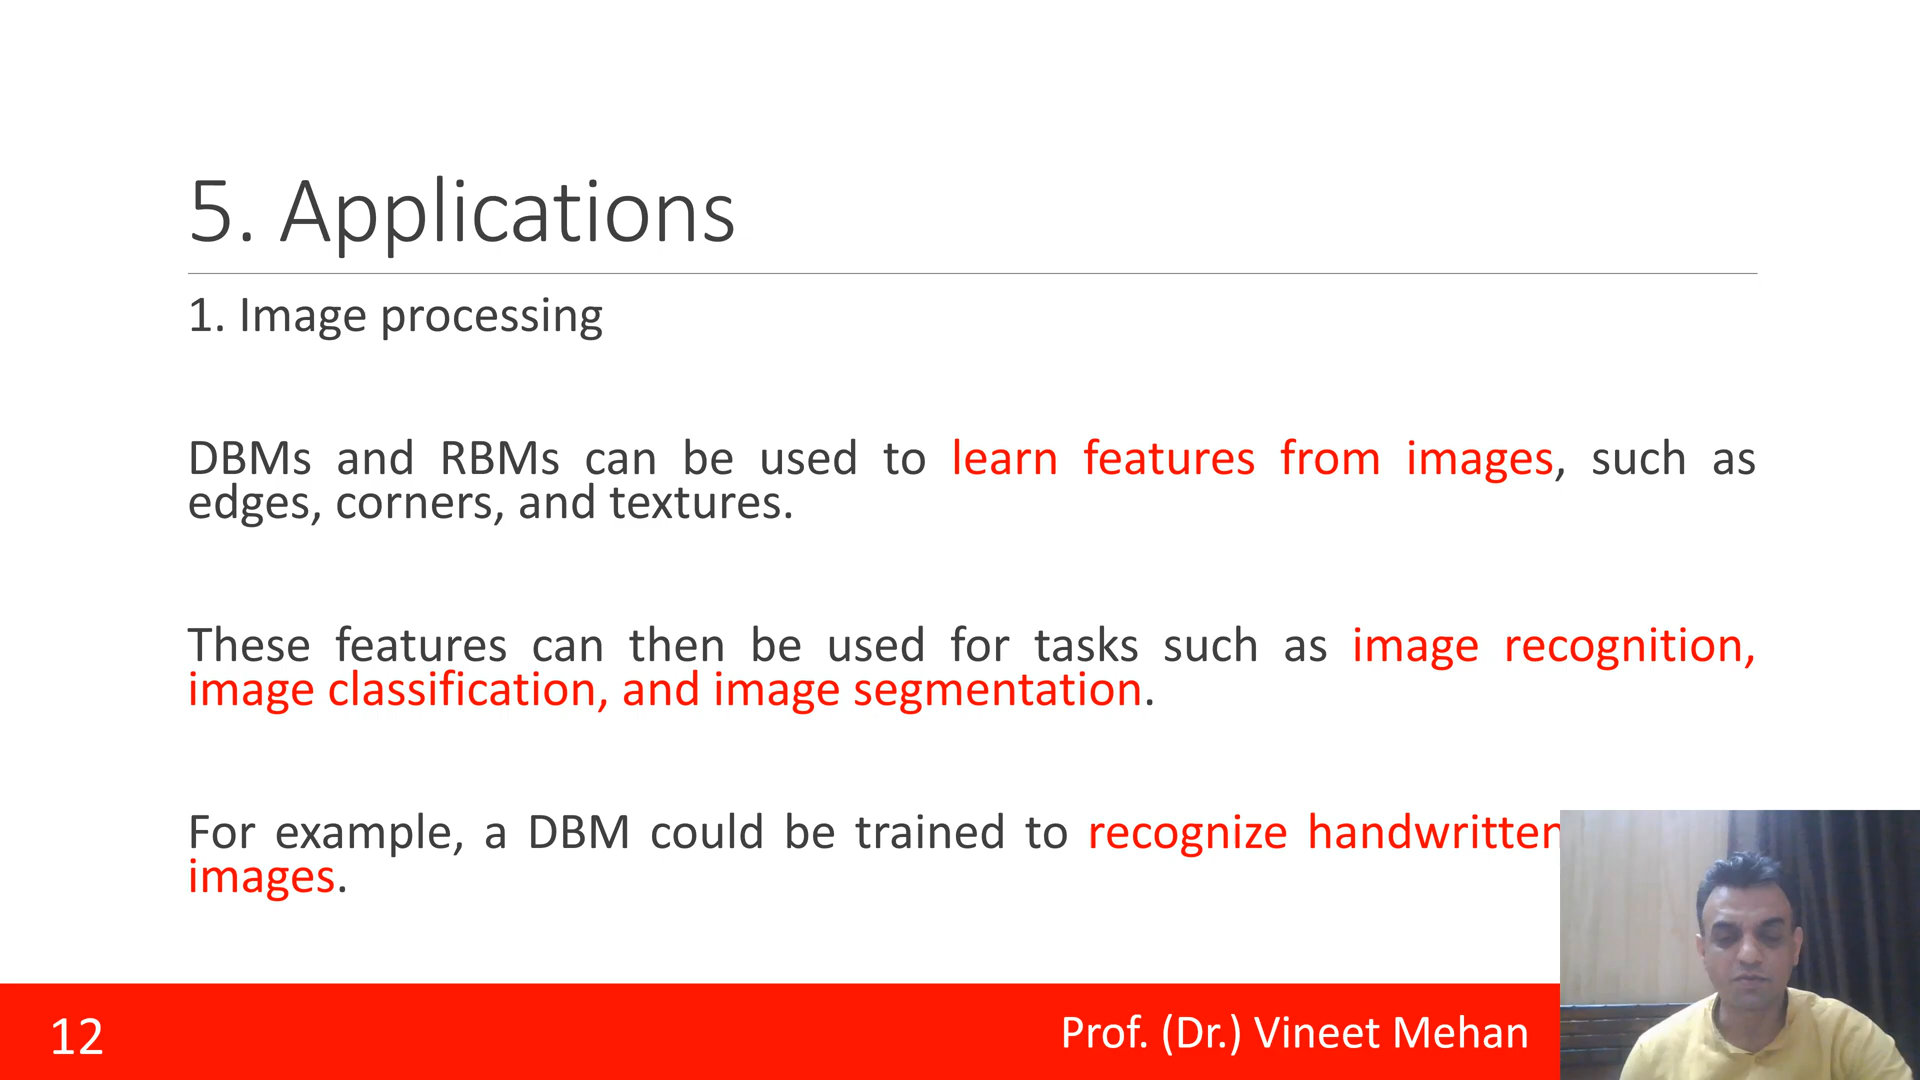 5. Applications
1. Image processing
DBMs and RBMs can be used to learn features from images, such as
edges, corners, and textures.
These features can then be used for tasks such as image recognition,
image classification, and image segmentation.
For example, a DBM could be trained to recognize handwritten
images.
12
Prof. (Dr.) Vineet Mehan